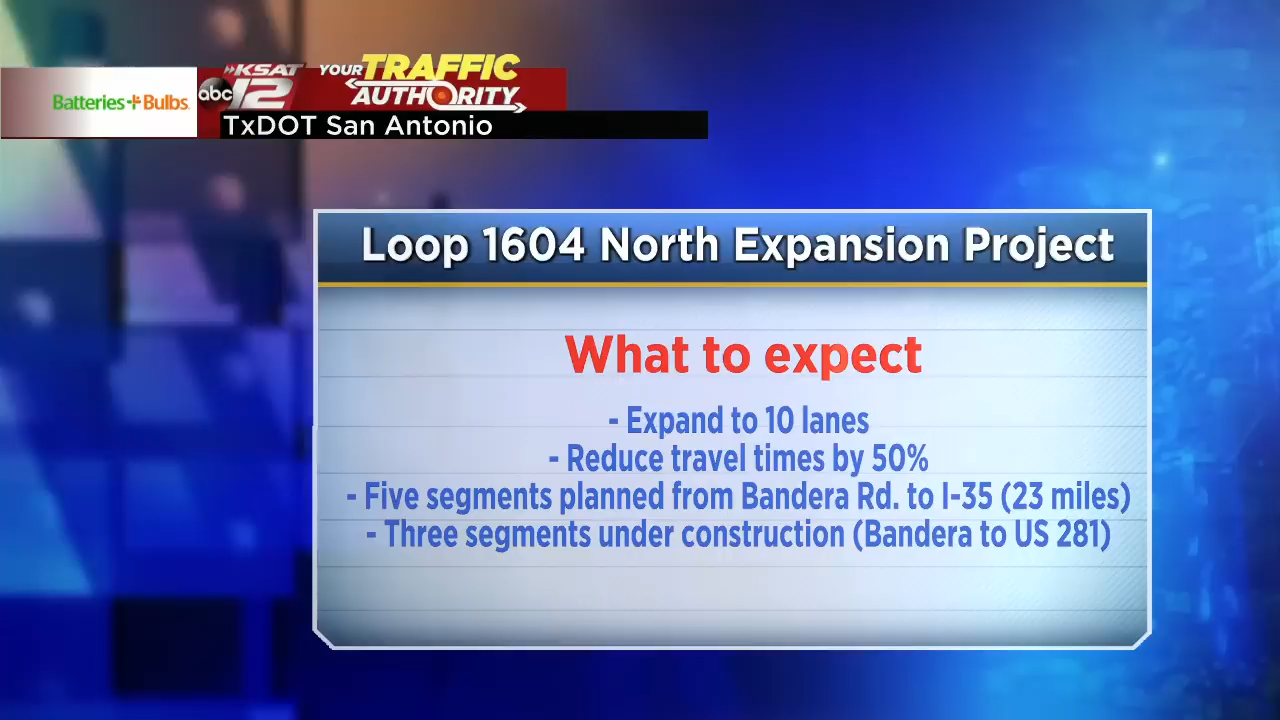 Batteries + Bulbs
abc KSAT 12
YOUR TRAFFIC AUTHORITY
TxDOT San Antonio
Loop 1604 North Expansion Project
What to expect
- Expand to 10 lanes
- Reduce travel times by 50%
- Five segments planned from Bandera Rd. to I-35 (23 miles)
- Three segments under construction (Bandera to US 281)